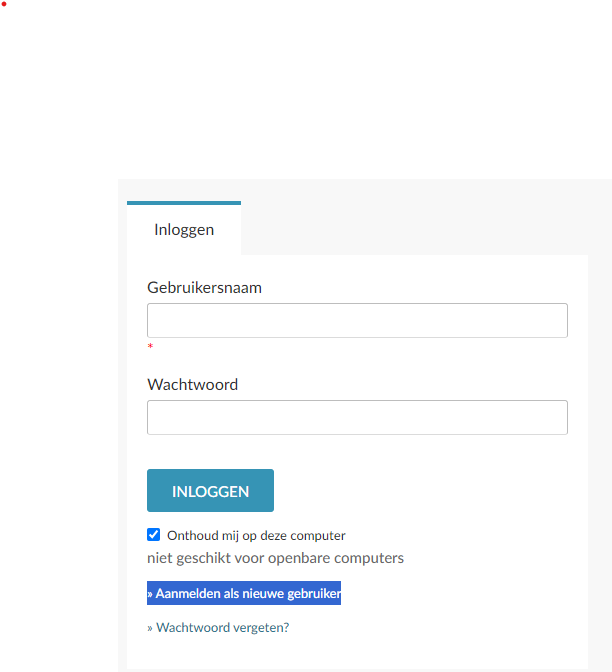 Inloggen
Gebruikersnaam
*
Wachtwoord
INLOGGEN
Onthoud mij op deze computer
niet geschikt voor openbare computers
» Aanmelden als nieuwe gebruiker
» Wachtwoord vergeten?